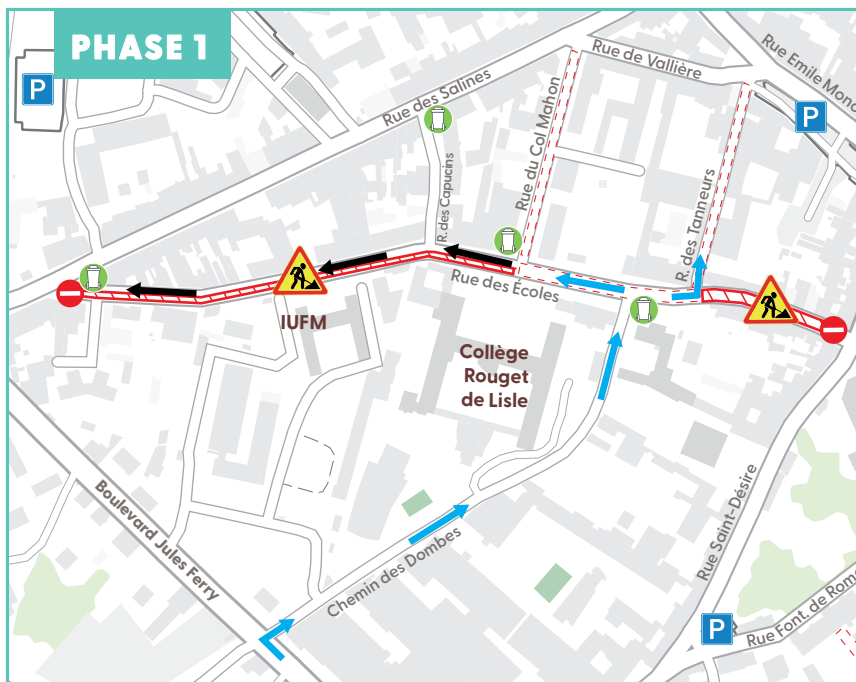 PHASE 1
P
Rue des Salines
Rue de Vallière
Rue Emile Mono
P
Rue du Col Mahon
R. des Capucins
R. des Tanneurs
Rue des Écoles
IUFM
Collège
Rouget
de Lisle
Boulevard Jules Ferry
Chemin des Dombes
Rue Saint-Désire
P
Rue Font. de Rome